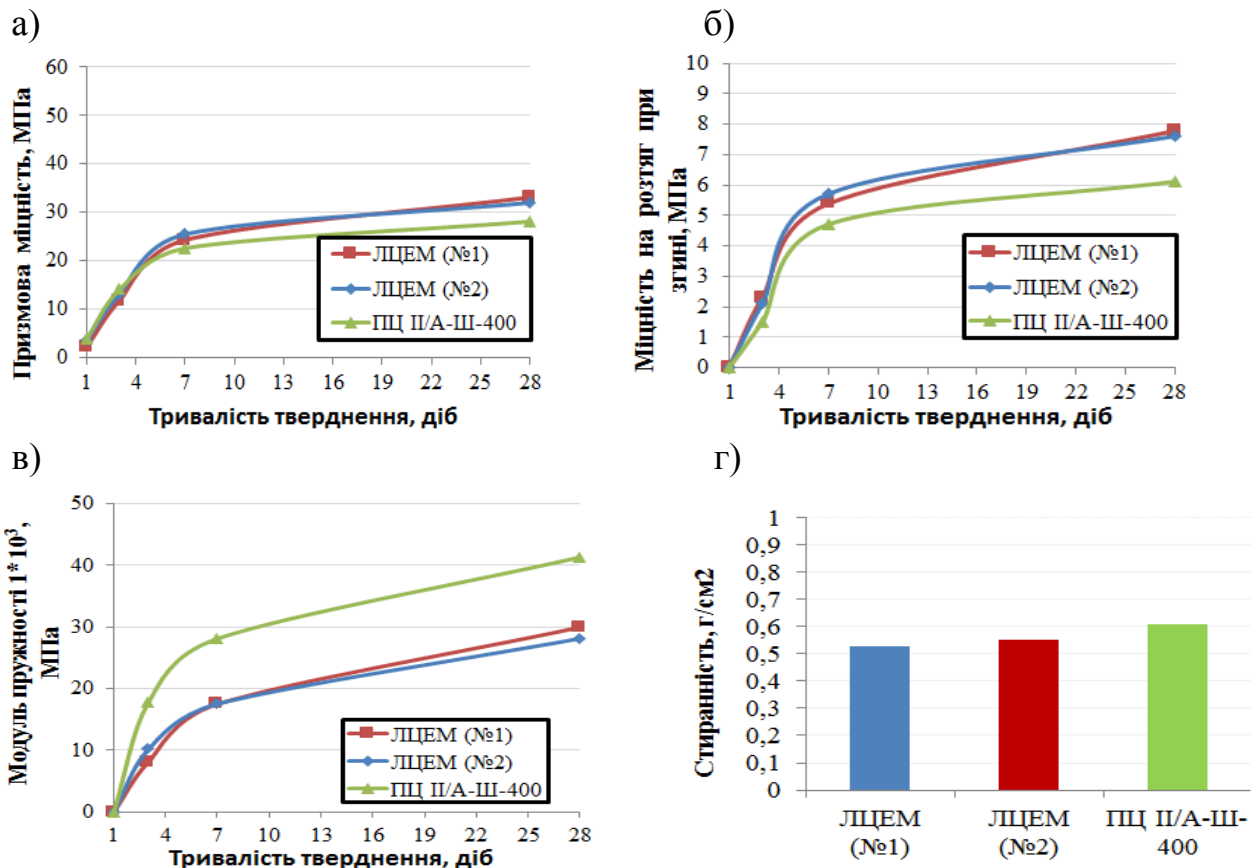 а)
Призмова міцність, МПа
60
50
40
30
20
10
0
1 4 7 10 13 16 19 22 25 28
Тривалість тверднення, діб
ЛЦЕМ (№1)
ЛЦЕМ (№2)
ПЦ ІІ/А-Ш-400
б)
Міцність на розтяг при
згині, МПа
10
9
8
7
6
5
4
3
2
1
0
1 4 7 10 13 16 19 22 25 28
Тривалість тверднення, діб
ЛЦЕМ (№1)
ЛЦЕМ (№2)
ПЦ ІІ/А-Ш-400
в)
Модуль пружності 1*10³,
МПа
50
40
30
20
10
0
1 4 7 10 13 16 19 22 25 28
Тривалість тверднення, діб
ЛЦЕМ (№1)
ЛЦЕМ (№2)
ПЦ ІІ/А-Ш-400
г)
Стиранність, г/см2
1
0,9
0,8
0,7
0,6
0,5
0,4
0,3
0,2
0,1
0
ЛЦЕМ
(№1)
ЛЦЕМ
(№2)
ПЦ ІІ/А-Ш-
400